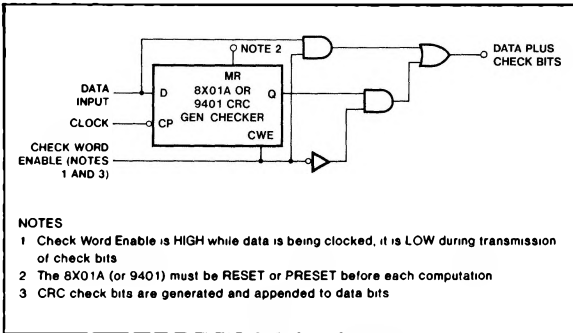 NOTE 2
DATA PLUS
CHECK BITS
MR
DATA
INPUT
D
8X01A OR
9401 CRC
GEN CHECKER
Q
CLOCK
CP
CWE
CHECK WORD
ENABLE (NOTES
1 AND 3)
NOTES
1 Check Word Enable is HIGH while data is being clocked, it is LOW during transmission
of check bits
2 The 8X01A (or 9401) must be RESET or PRESET before each computation
3 CRC check bits are generated and appended to data bits